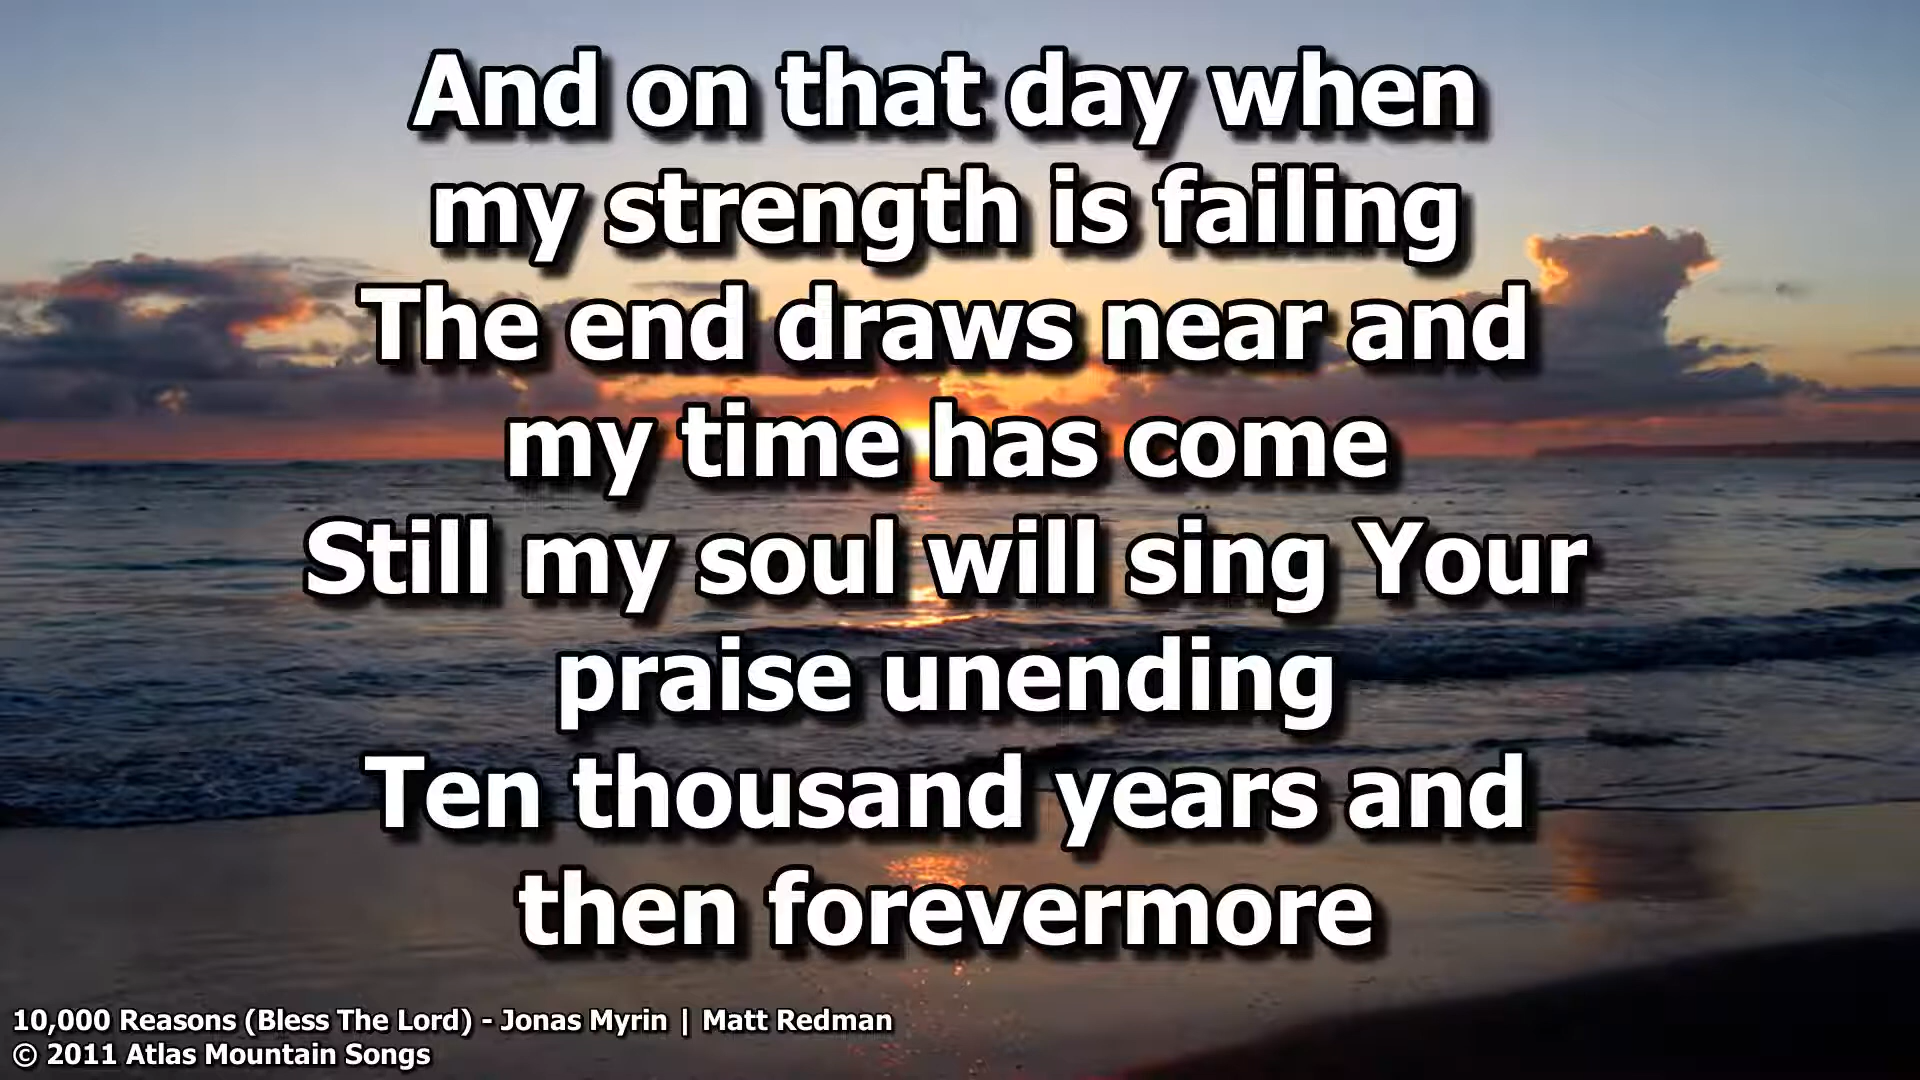 And on that day when
my strength is failing
The end draws near and
my time has come
Still my soul will sing Your
praise unending
Ten thousand years and
then forevermore
10,000 Reasons (Bless The Lord) - Jonas Myrin | Matt Redman
© 2011 Atlas Mountain Songs